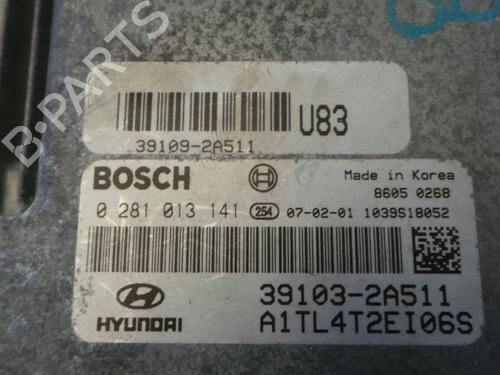 B-PARTS
U83
39109-2A511
BOSCH
Made in Korea
8605 0268
0 281 013 141 254 07-02-01 1039S18052
39103-2A511
HYUNDAI A1TL4T2EI06S